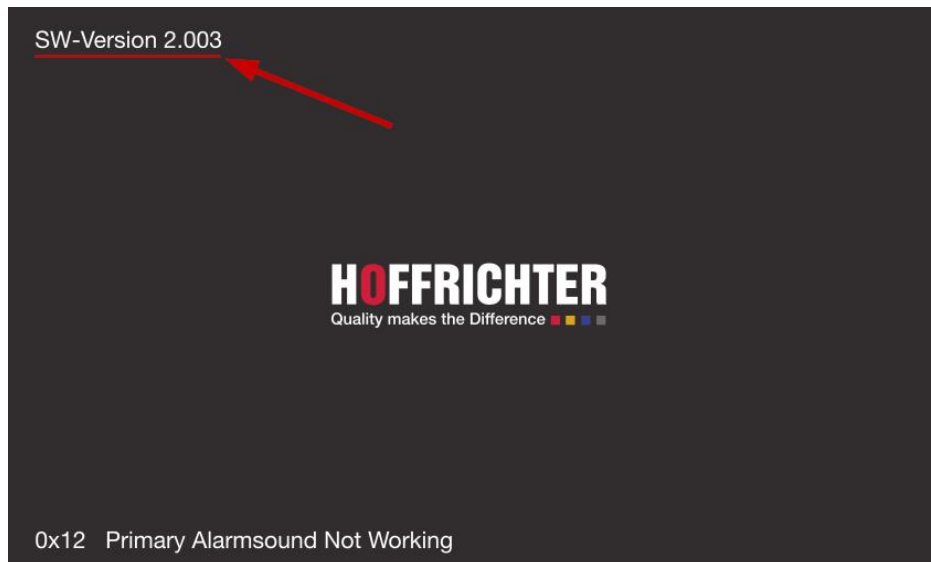 SW-Version 2.003
HOFFRICHTER
Quality makes the Difference
0x12 Primary Alarmsound Not Working